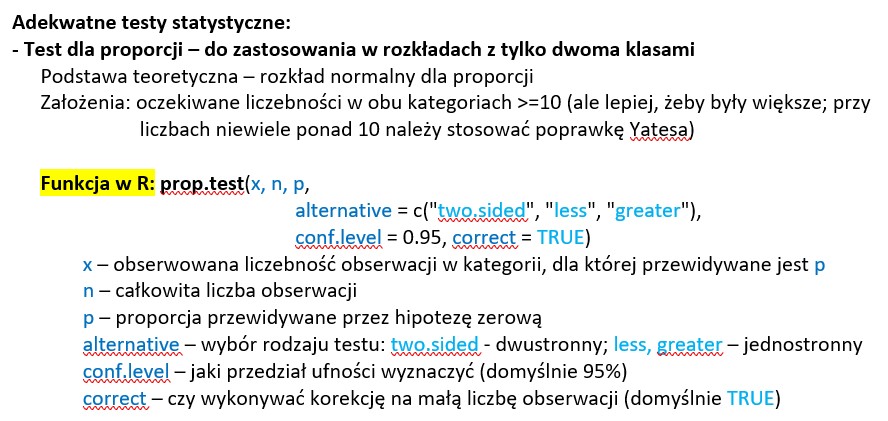 Adekwatne testy statystyczne:
- Test dla proporcji – do zastosowania w rozkładach z tylko dwoma klasami
Podstawa teoretyczna – rozkład normalny dla proporcji
Założenia: oczekiwane liczebności w obu kategoriach >=10 (ale lepiej, żeby były większe; przy
liczbach niewiele ponad 10 należy stosować poprawkę Yatesa)
Funkcja w R: prop.test(x, n, p,
alternative = c("two.sided", "less", "greater"),
conf.level = 0.95, correct = TRUE)
x – obserwowana liczebność obserwacji w kategorii, dla której przewidywane jest p
n – całkowita liczba obserwacji
p – proporcja przewidywane przez hipotezę zerową
alternative – wybór rodzaju testu: two.sided - dwustronny; less, greater – jednostronny
conf.level – jaki przedział ufności wyznaczyć (domyślnie 95%)
correct – czy wykonywać korekcję na małą liczbę obserwacji (domyślnie TRUE)